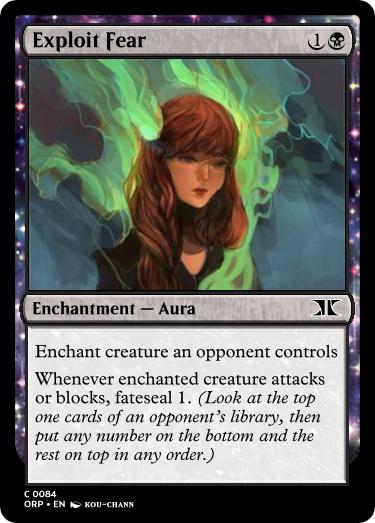 Exploit Fear 1
Enchantment — Aura
Enchant creature an opponent controls
Whenever enchanted creature attacks
or blocks, fateseal 1. (Look at the top
one cards of an opponent's library, then
put any number on the bottom and the
rest on top in any order.)
C 0084
ORP • EN KOU-CHANN